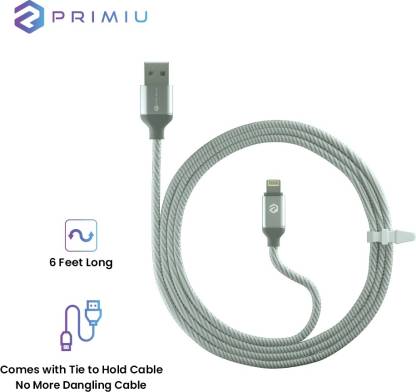 PRIMIU
6 Feet Long
Comes with Tie to Hold Cable
No More Dangling Cable